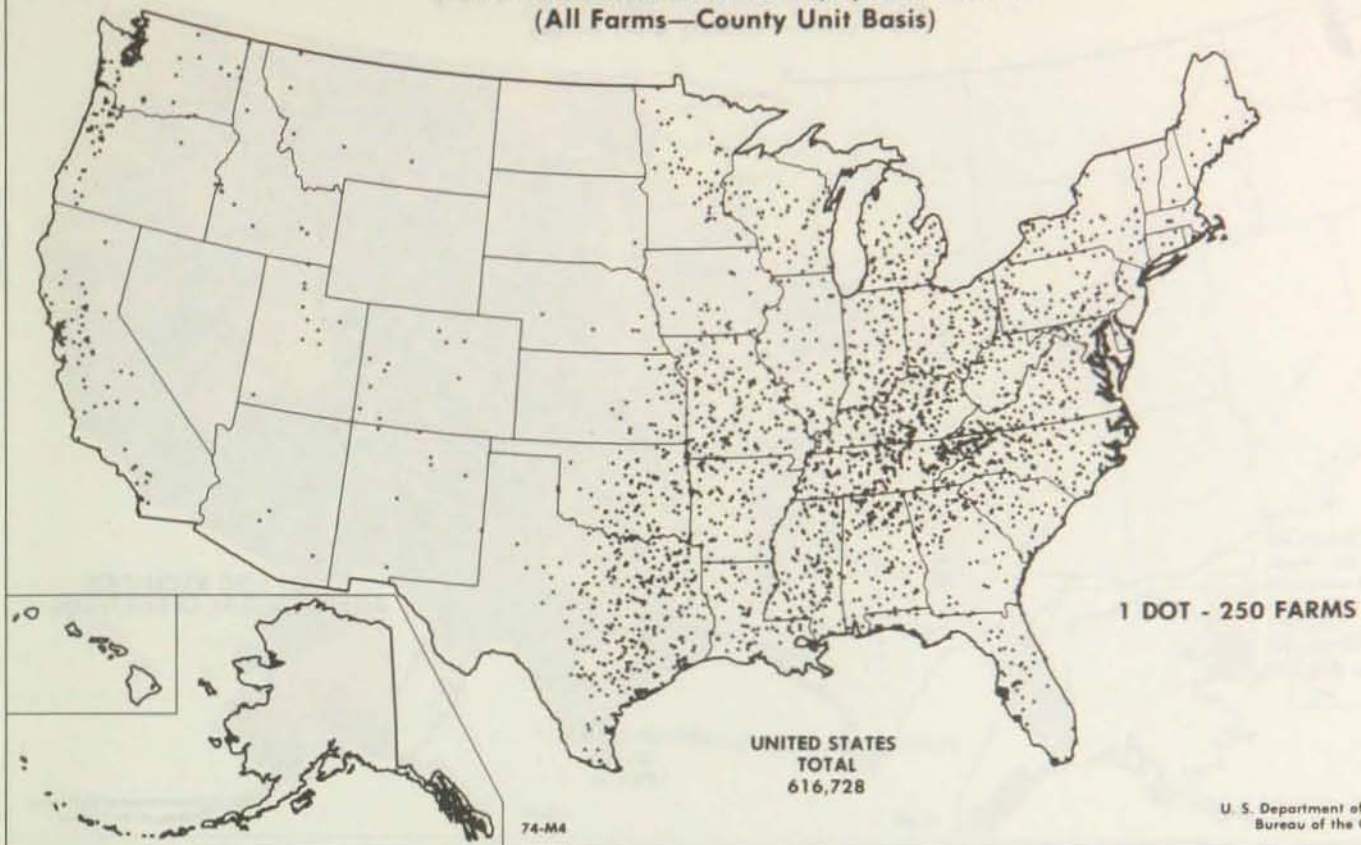 (All Farms—County Unit Basis)
1 DOT - 250 FARMS
UNITED STATES
TOTAL
616,728
74-M4
U. S. Department of
Bureau of the